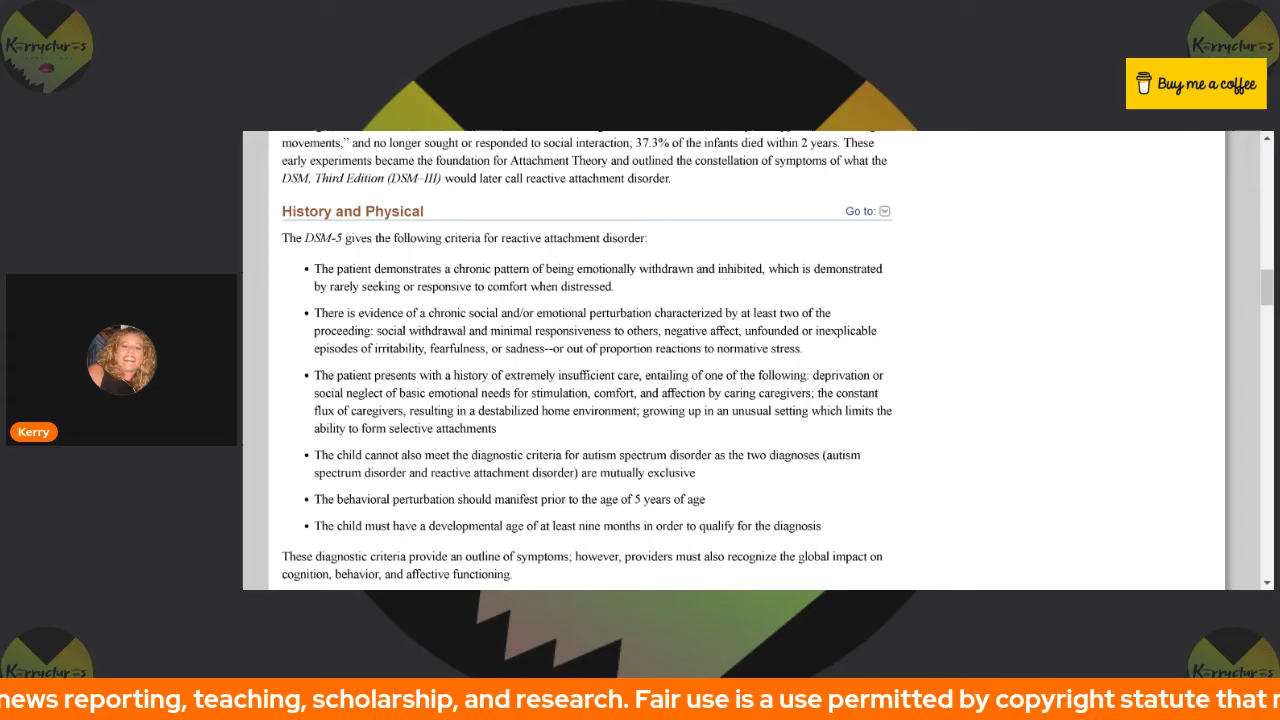 Kerryctures
Kerryctures
Buy me a coffee
movements,” and no longer sought or responded to social interaction; 37.3% of the infants died within 2 years. These
early experiments became the foundation for Attachment Theory and outlined the constellation of symptoms of what the
DSM, Third Edition (DSM–III) would later call reactive attachment disorder.
History and Physical
Go to:
The DSM-5 gives the following criteria for reactive attachment disorder:
• The patient demonstrates a chronic pattern of being emotionally withdrawn and inhibited, which is demonstrated
by rarely seeking or responsive to comfort when distressed.
• There is evidence of a chronic social and/or emotional perturbation characterized by at least two of the
proceeding: social withdrawal and minimal responsiveness to others, negative affect, unfounded or inexplicable
episodes of irritability, fearfulness, or sadness--or out of proportion reactions to normative stress.
• The patient presents with a history of extremely insufficient care, entailing of one of the following: deprivation or
social neglect of basic emotional needs for stimulation, comfort, and affection by caring caregivers; the constant
flux of caregivers, resulting in a destabilized home environment; growing up in an unusual setting which limits the
ability to form selective attachments
• The child cannot also meet the diagnostic criteria for autism spectrum disorder as the two diagnoses (autism
spectrum disorder and reactive attachment disorder) are mutually exclusive
• The behavioral perturbation should manifest prior to the age of 5 years of age
• The child must have a developmental age of at least nine months in order to qualify for the diagnosis
These diagnostic criteria provide an outline of symptoms; however, providers must also recognize the global impact on
cognition, behavior, and affective functioning.
Kerry
Kerryctures
Kerryctures
news reporting, teaching, scholarship, and research. Fair use is a use permitted by copyright statute that